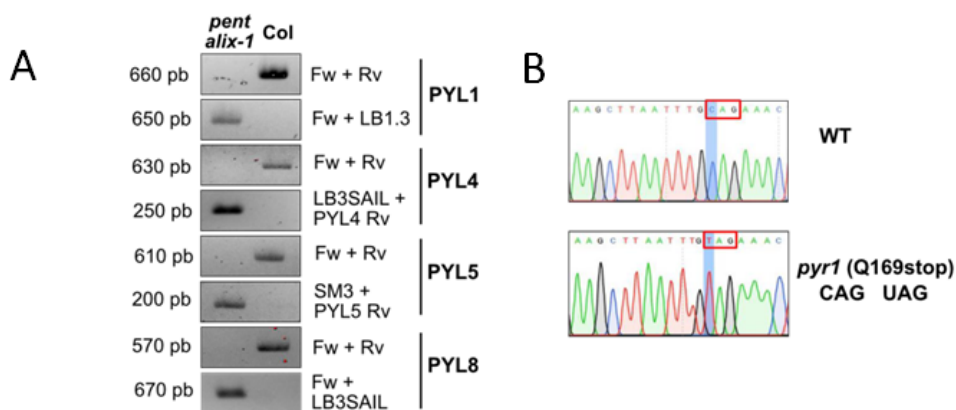 A
pent
alix-1 Col
660 pb Fw + Rv
PYL1
650 pb Fw + LB1.3
630 pb Fw + Rv
PYL4
250 pb LB3SAIL +
PYL4 Rv
610 pb Fw + Rv
PYL5
200 pb SM3 +
PYL5 Rv
570 pb Fw + Rv
PYL8
670 pb Fw +
LB3SAIL
B
A A G C T T A A T T T G C A G A A A C
WT
A A G C T T A A T T T G T A G A A A C
pyr1 (Q169stop)
CAG UAG